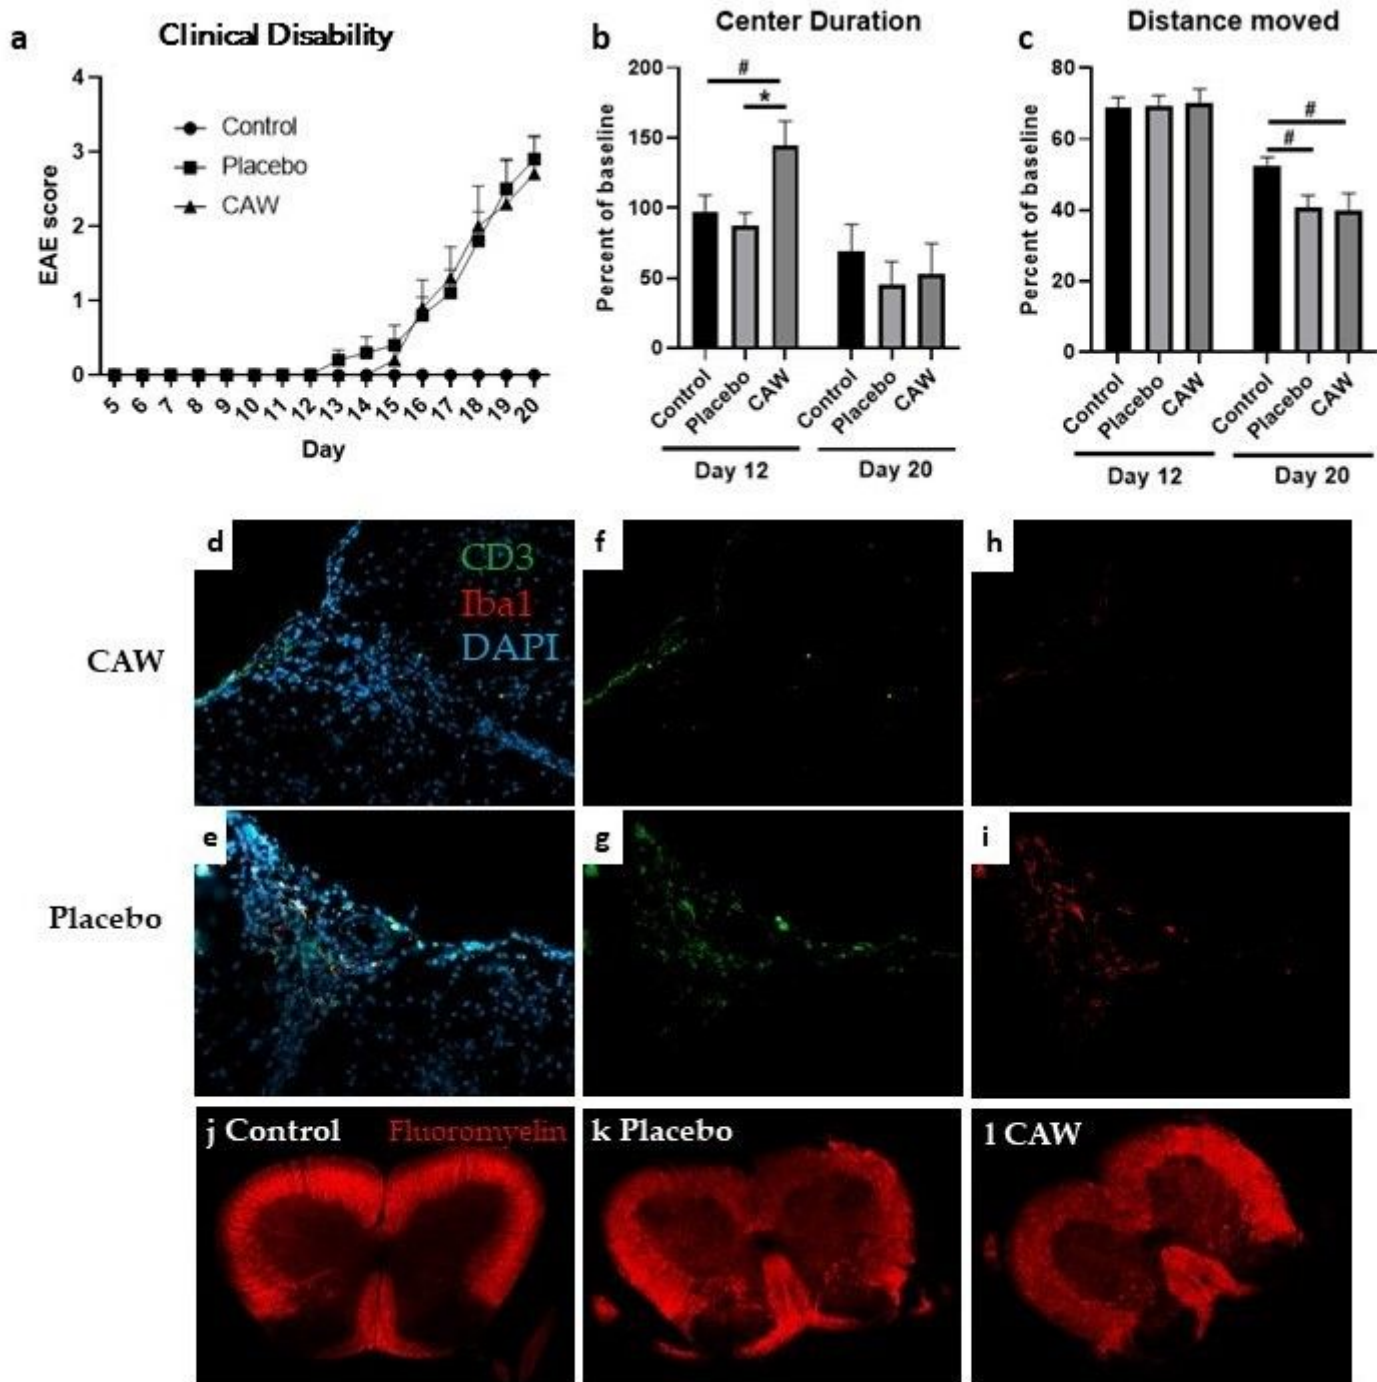 a
Clinical Disability
4
3
2
1
0
EAE score
Control
Placebo
CAW
5 6 7 8 9 10 11 12 13 14 15 16 17 18 19 20
Day
b
Center Duration
200
150
100
50
0
Percent of baseline
#
*
Control Placebo CAW Control Placebo CAW
Day 12 Day 20
c
Distance moved
80
60
40
20
0
Percent of baseline
#
#
Control Placebo CAW Control Placebo CAW
Day 12 Day 20
CAW
d
CD3
Iba1
DAPI
f
h
Placebo
e
g
i
j Control Fluoromyelin
k Placebo
l CAW